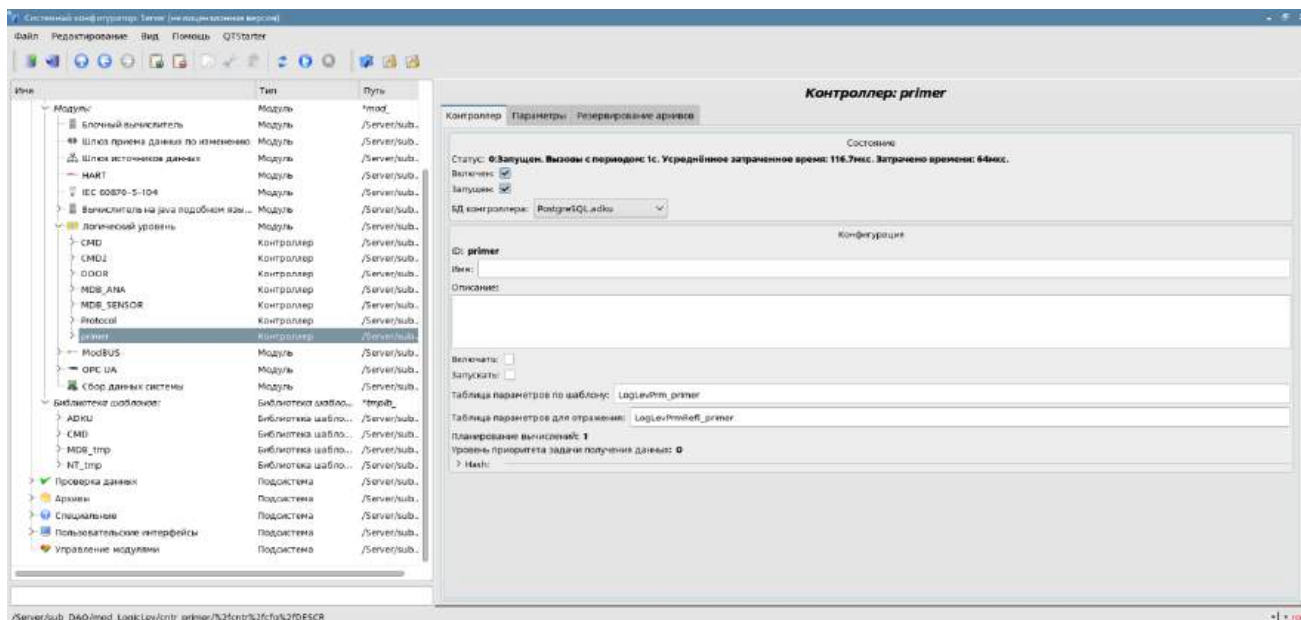 Системный конфигуратор: Server (не лицензионная версия)
Файл Редактирование Вид Помощь QTStarter
Имя Тип Путь
Модуль: Модуль *mod_
Блочный вычислитель Модуль /Server/sub..
Шлюз приема данных по изменению Модуль /Server/sub..
Шлюз источников данных Модуль /Server/sub..
HART Модуль /Server/sub..
IEC 60870-5-104 Модуль /Server/sub..
Вычислитель на java подобном язы... Модуль /Server/sub..
Логический уровень Модуль /Server/sub..
CMD Контроллер /Server/sub..
CMD2 Контроллер /Server/sub..
DOOR Контроллер /Server/sub..
MDB_ANA Контроллер /Server/sub..
MDB_SENSOR Контроллер /Server/sub..
Protocol Контроллер /Server/sub..
primer Контроллер /Server/sub..
ModBUS Модуль /Server/sub..
OPC UA Модуль /Server/sub..
Сбор данных системы Модуль /Server/sub..
Библиотека шаблонов: Библиотека шабло... *tmplb_
ADKU Библиотека шабло... /Server/sub..
CMD Библиотека шабло... /Server/sub..
MDB_tmp Библиотека шабло... /Server/sub..
NT_tmp Библиотека шабло... /Server/sub..
Проверка данных Подсистема /Server/sub..
Архивы Подсистема /Server/sub..
Специальные Подсистема /Server/sub..
Пользовательские интерфейсы Подсистема /Server/sub..
Управление модулями Подсистема /Server/sub..
Контроллер: primer
Контроллер Параметры Резервирование архивов
Состояние
Статус: 0:Запущен. Вызовы с периодом: 1с. Усреднённое затраченное время: 116.7мкс. Затрачено времени: 64мкс.
Включен:
Запущен:
БД контроллера: PostgreSQL.adku
Конфигурация
ID: primer
Имя:
Описание:
Включать:
Запускать:
Таблица параметров по шаблону: LogLevPrm_primer
Таблица параметров для отражения: LogLevPrmRefl_primer
Планирование вычислений: 1
Уровень приоритета задачи получения данных: 0
Hash:
/Server/sub_DAQ/mod_LogicLev/cntr_primer/%2fcntr%2fcfg%2fDESCR